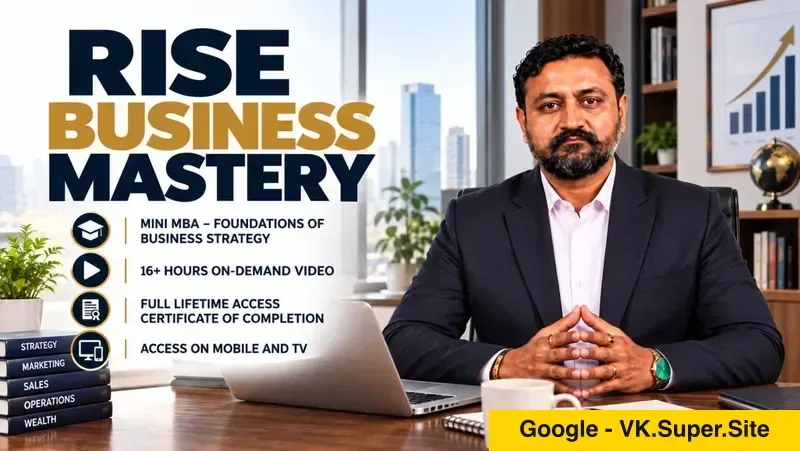 RISE
BUSINESS
MASTERY
MINI MBA – FOUNDATIONS OF
BUSINESS STRATEGY
16+ HOURS ON-DEMAND VIDEO
FULL LIFETIME ACCESS
CERTIFICATE OF COMPLETION
ACCESS ON MOBILE AND TV
STRATEGY
MARKETING
SALES
OPERATIONS
WEALTH
Google - VK.Super.Site